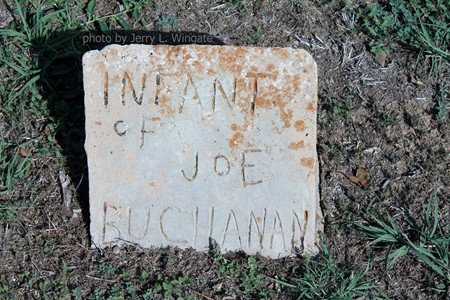 photo by Jerry L. Wingate
INFANT
OF
JOE
BUCHANAN